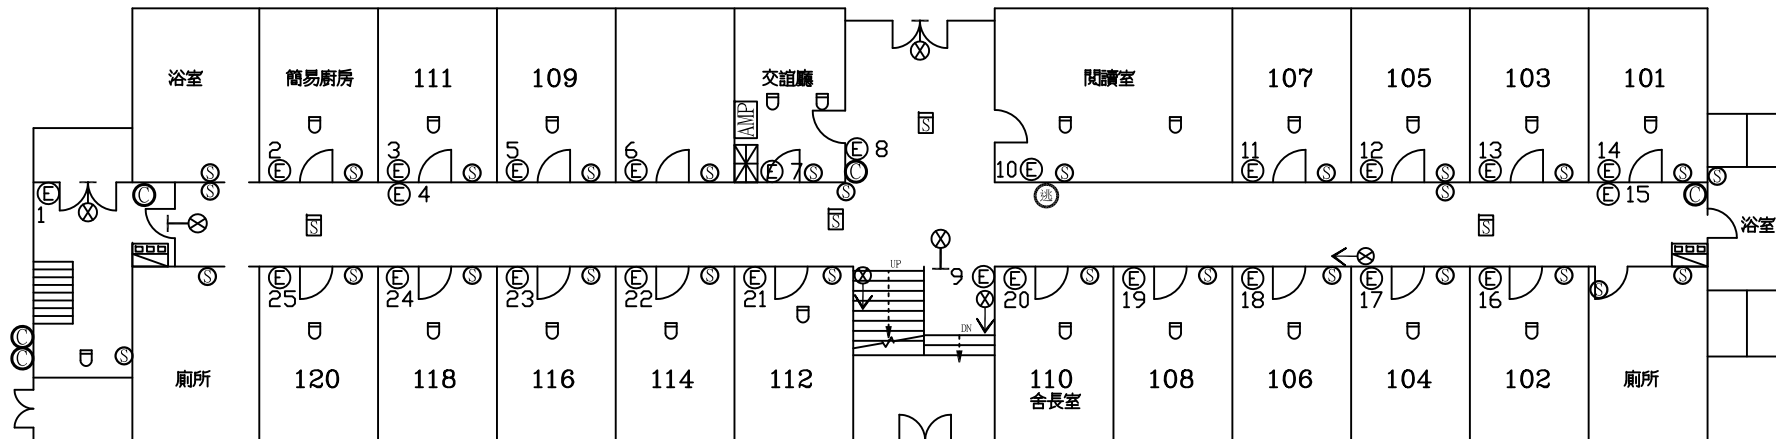 浴室 簡易廚房 111 109 交誼廳 閱讀室 107 105 103 101
AMP S
S S S S S S S S S S S S S
2 3 5 6 7 8 10 11 12 13 14
E E E E E E E E E E E
C
E C S E 4 S 逃 S E 15 C
1
S S S 浴室
UP 9 E
S E S E S E S E S E S E S E S E S E S E S S
25 24 23 22 21 20 19 18 17 16 S
DN
C
C S
廁所 120 118 116 114 112 110 108 106 104 102 廁所
舍長室